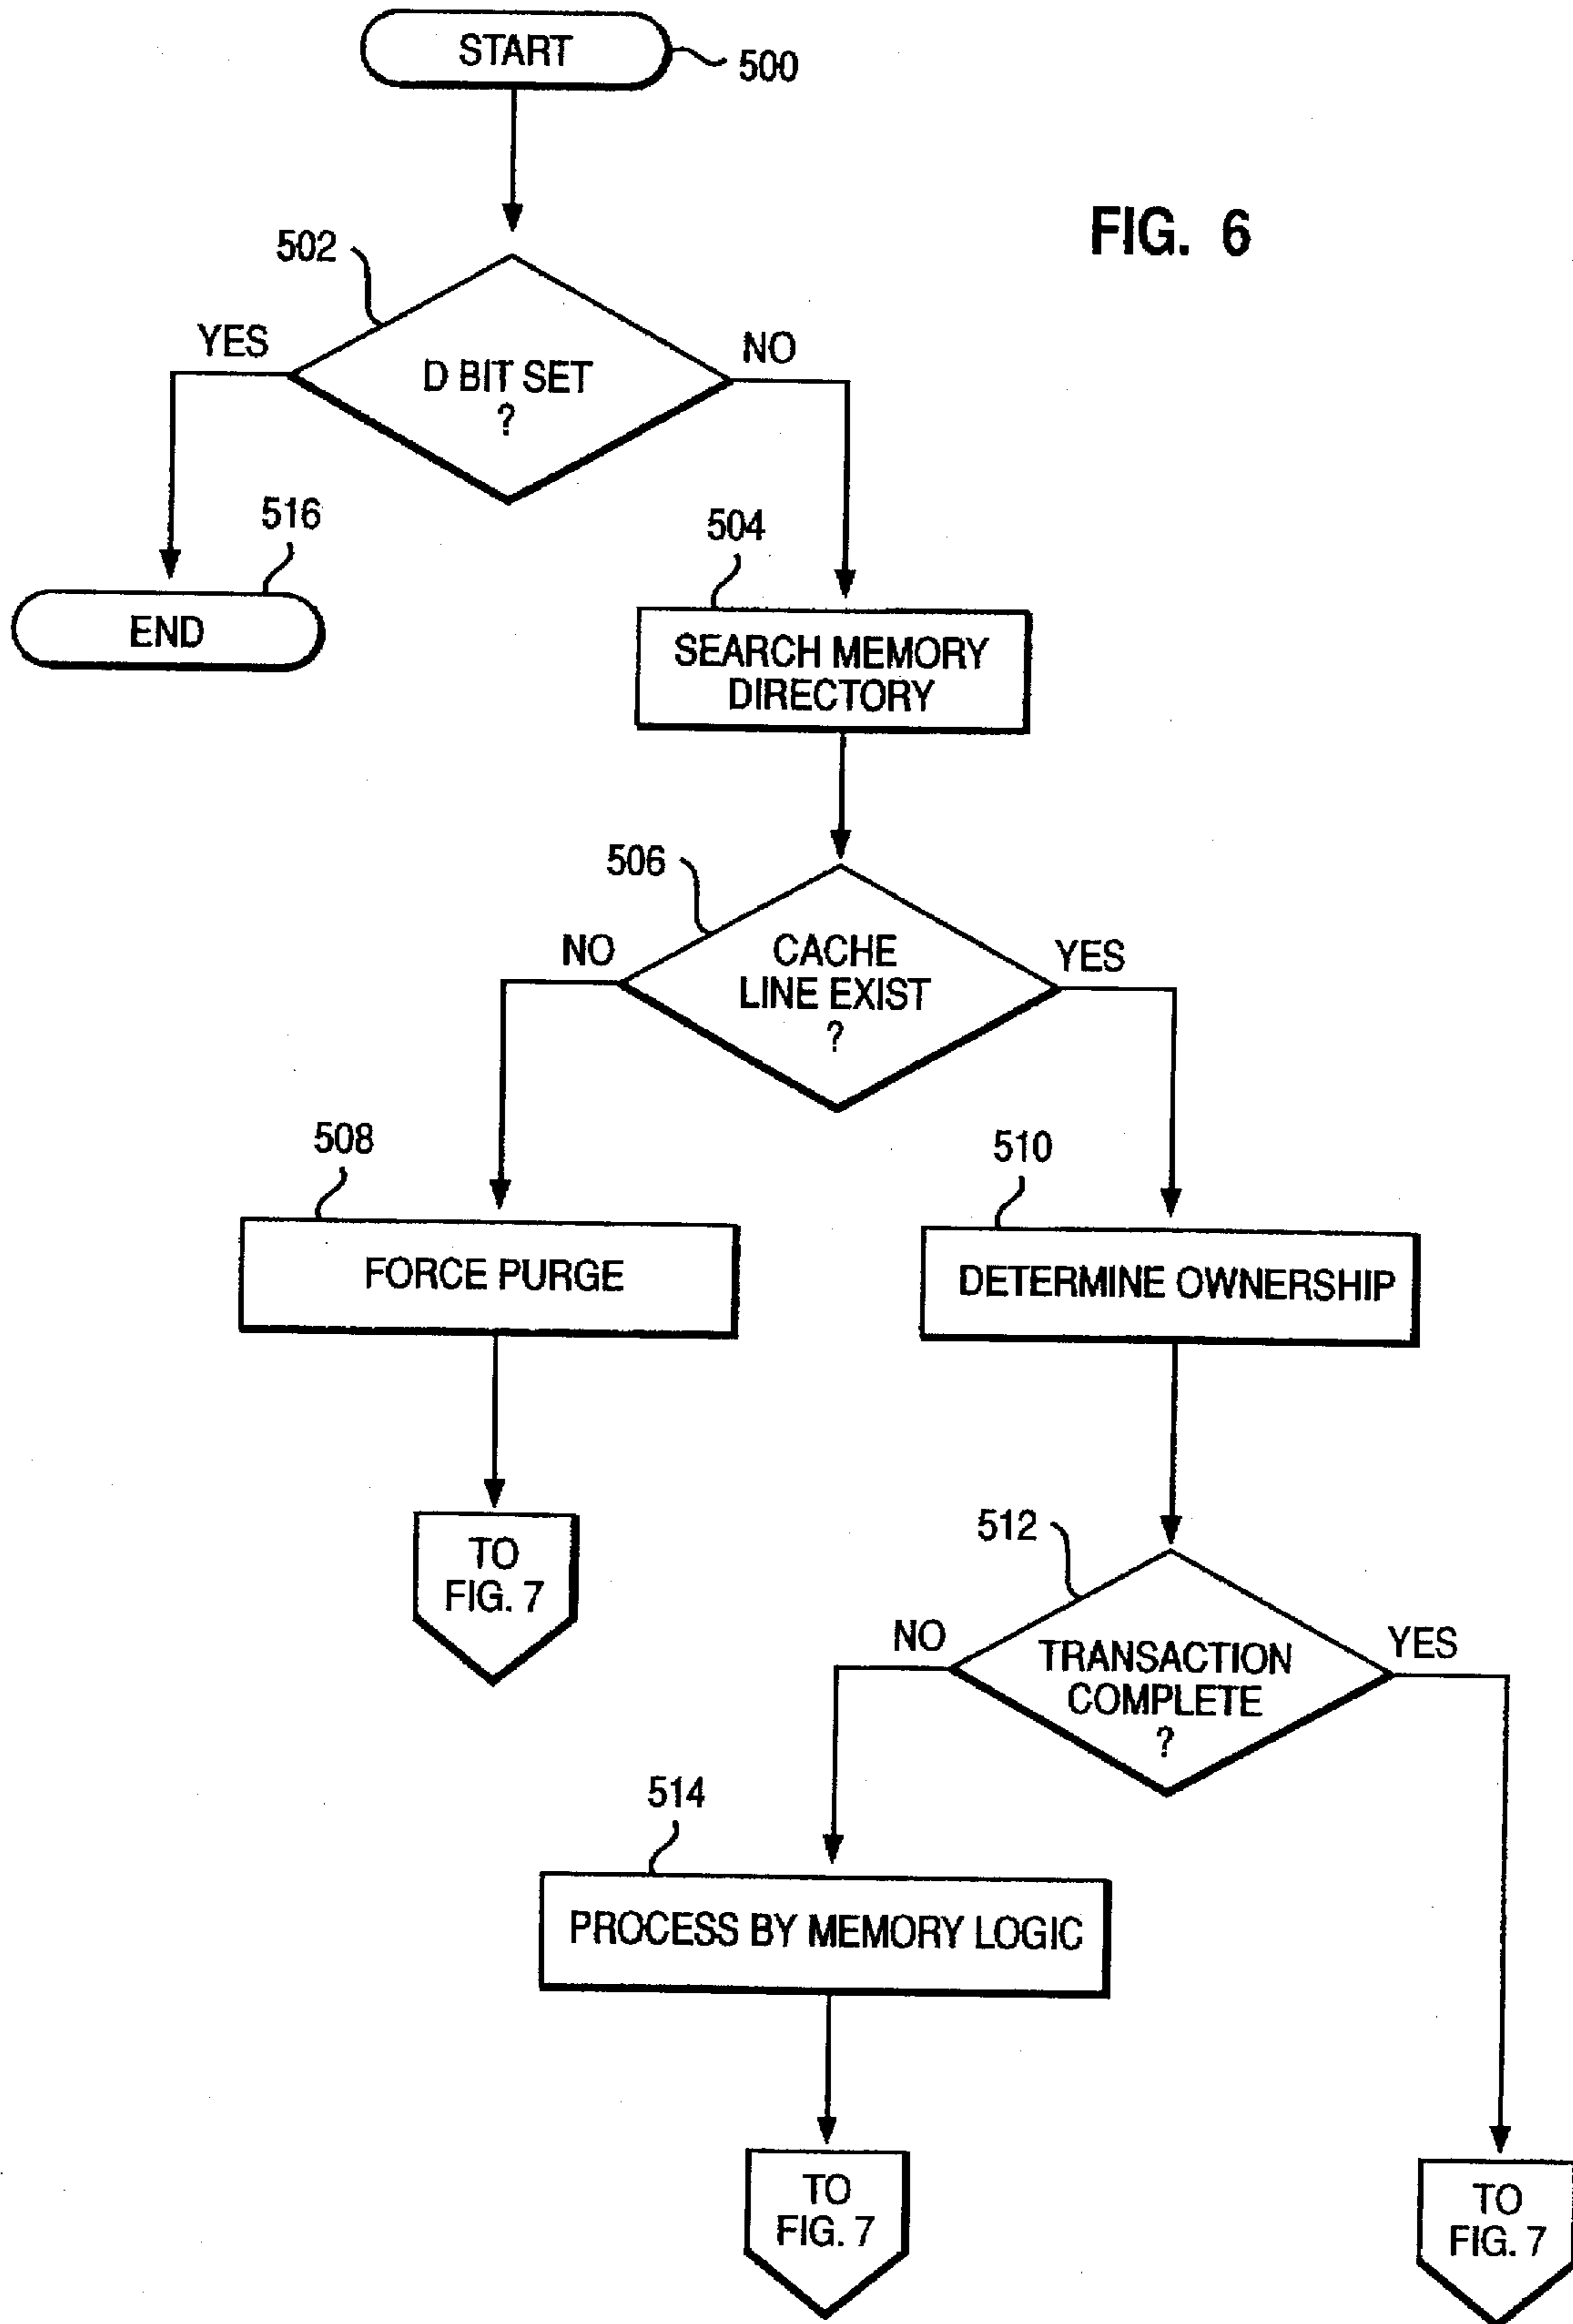 START
500
FIG. 6
502
YES
NO
D BIT SET
?
516
504
END
SEARCH MEMORY
DIRECTORY
506
NO
YES
CACHE
LINE EXIST
?
508
510
FORCE PURGE
DETERMINE OWNERSHIP
TO
FIG. 7
512
NO
YES
TRANSACTION
COMPLETE
?
514
PROCESS BY MEMORY LOGIC
TO
FIG. 7
TO
FIG. 7